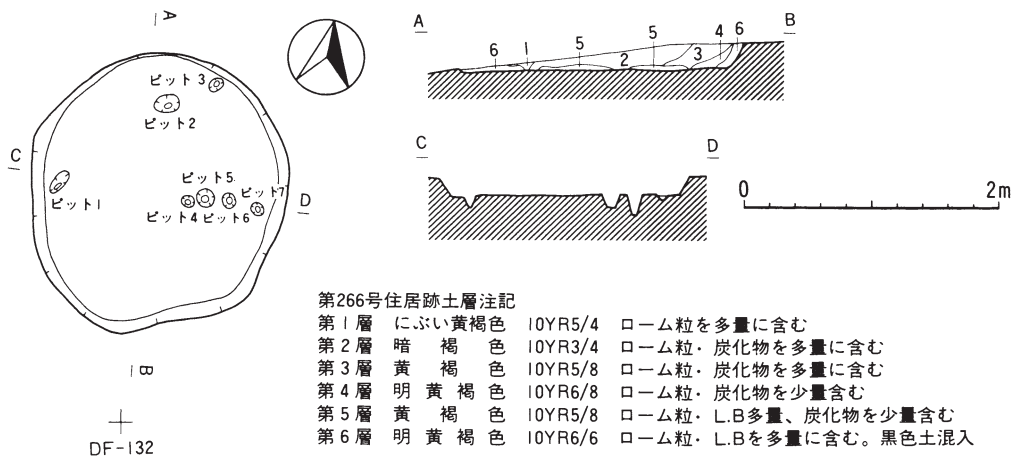 A
ピット3
ピット2
C
ピット1
ピット5
ピット7
ピット4 ピット6
D
B
DF-132
A
B
6 1 5 2 5 3 4 6
C
D
0 2m
第266号住居跡土層注記
第1層 にぶい黄褐色 10YR5/4 ローム粒を多量に含む
第2層 暗褐色 10YR3/4 ローム粒・炭化物を多量に含む
第3層 黄褐色 10YR5/8 ローム粒・炭化物を多量に含む
第4層 明黄褐色 10YR6/8 ローム粒・炭化物を少量含む
第5層 黄褐色 10YR5/8 ローム粒・L.B多量、炭化物を少量含む
第6層 明黄褐色 10YR6/6 ローム粒・L.Bを多量に含む。黒色土混入